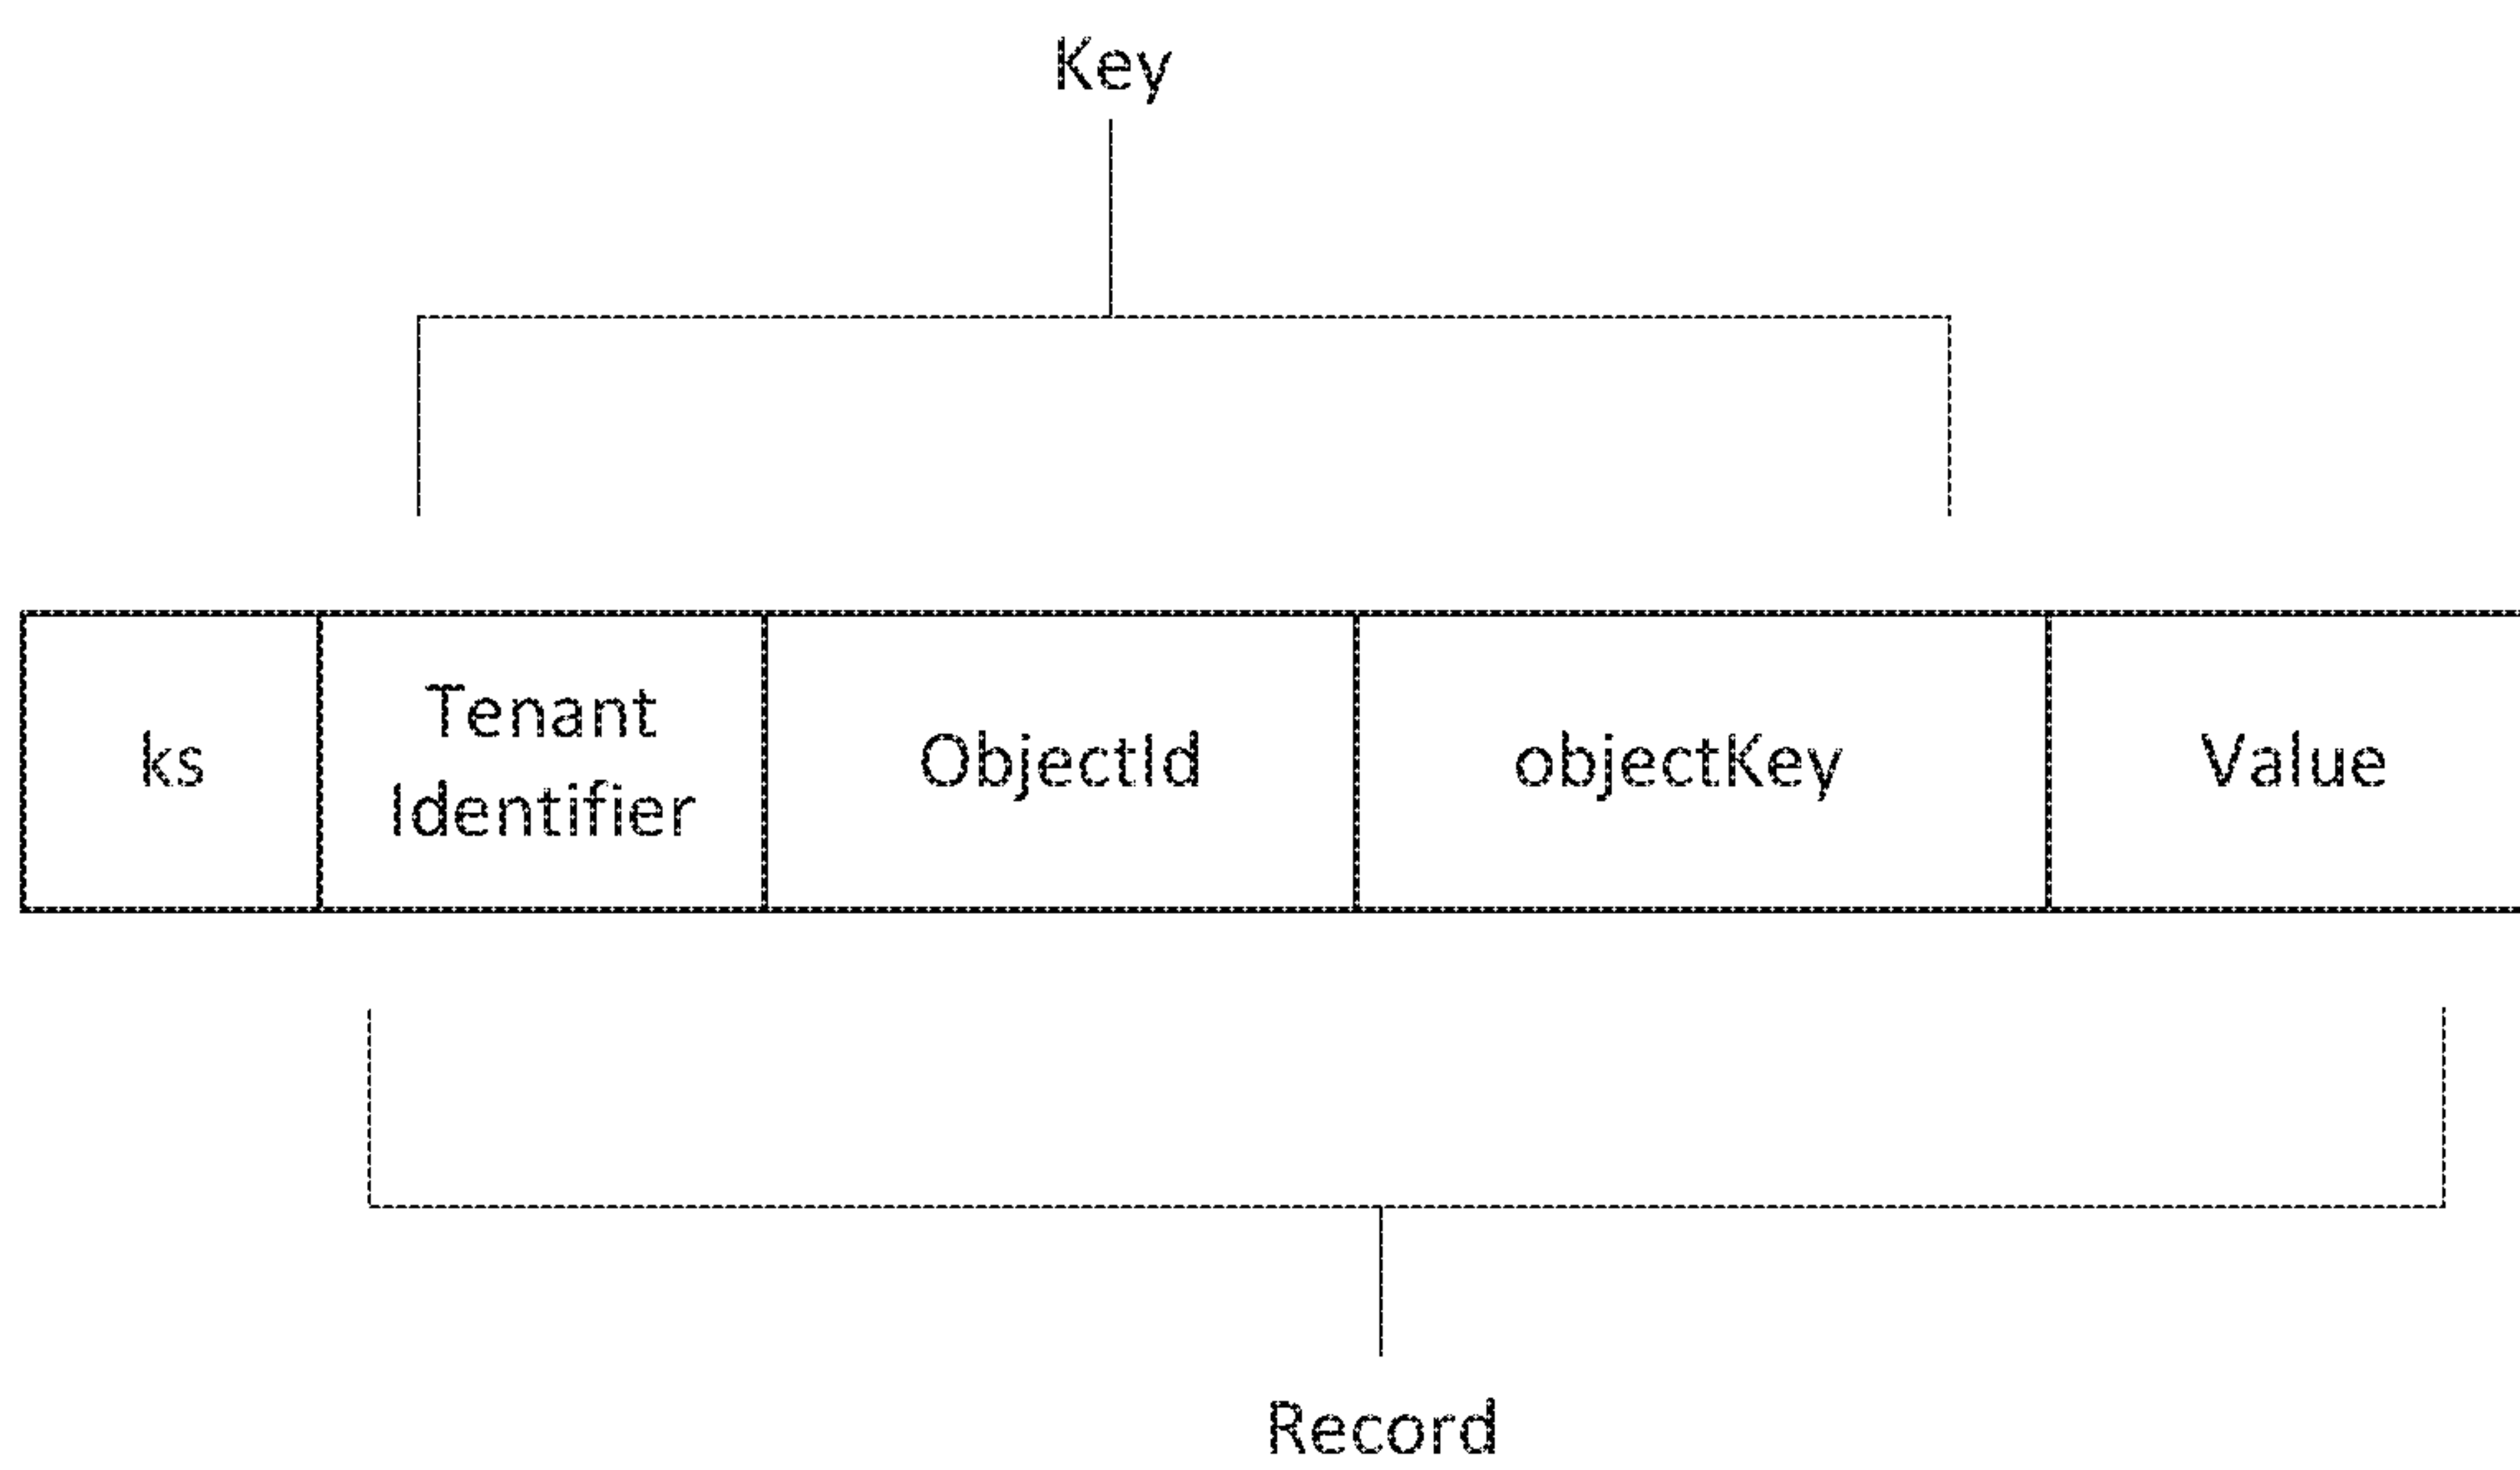 Key
ks
Tenant
Identifier
ObjectId
objectKey
Value
Record